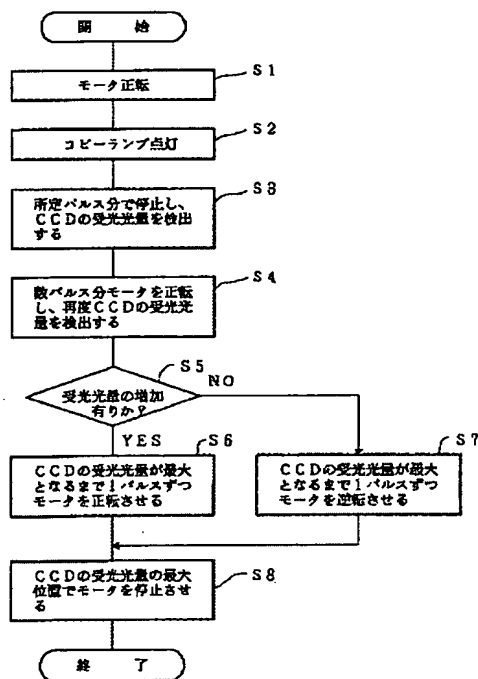 開 始
モータ正転
S1
コピーランプ点灯
S2
所定パルス分で停止し、
CCDの受光光量を検出
する
S3
数パルス分モータを正転
し、再度CCDの受光光
量を検出する
S4
受光光量の増加
有りか?
S5
NO
YES
CCDの受光光量が最大
となるまで1パルスずつ
モータを正転させる
S6
CCDの受光光量が最大
となるまで1パルスずつ
モータを逆転させる
S7
CCDの受光光量の最大
位置でモータを停止させ
る
S8
終 了